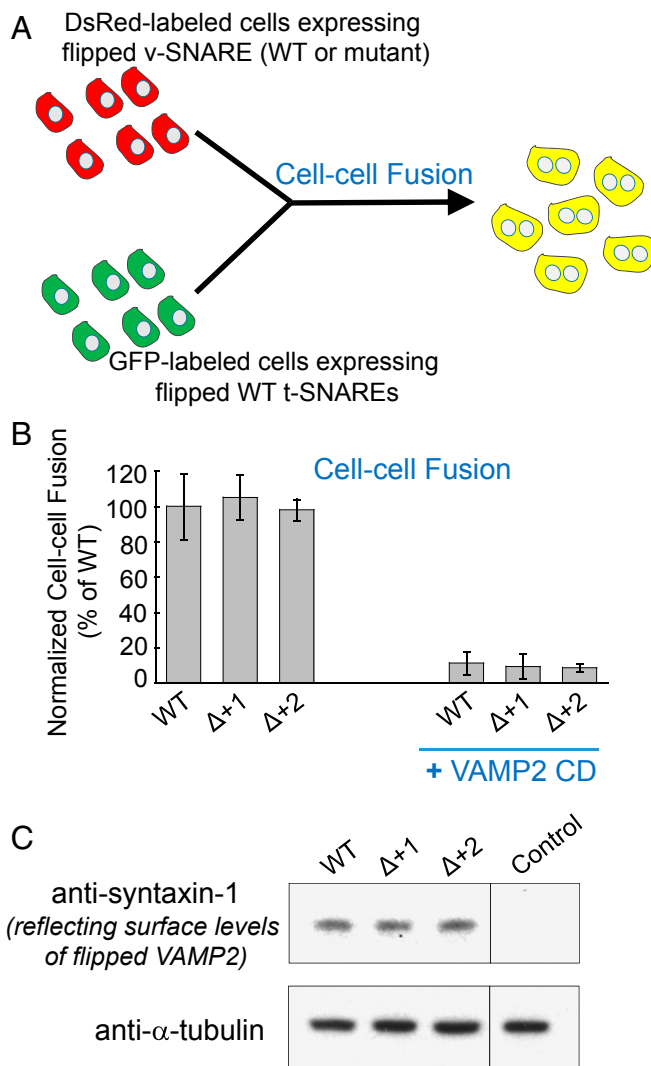 A
DsRed-labeled cells expressing
flipped v-SNARE (WT or mutant)
Cell-cell Fusion
GFP-labeled cells expressing
flipped WT t-SNAREs
B
Cell-cell Fusion
Normalized Cell-cell Fusion
(% of WT)
120
100
80
60
40
20
0
WT
Δ+1
Δ+2
WT
Δ+1
Δ+2
+ VAMP2 CD
C
WT
Δ+1
Δ+2
Control
anti-syntaxin-1
(reflecting surface levels
of flipped VAMP2)
anti-α-tubulin